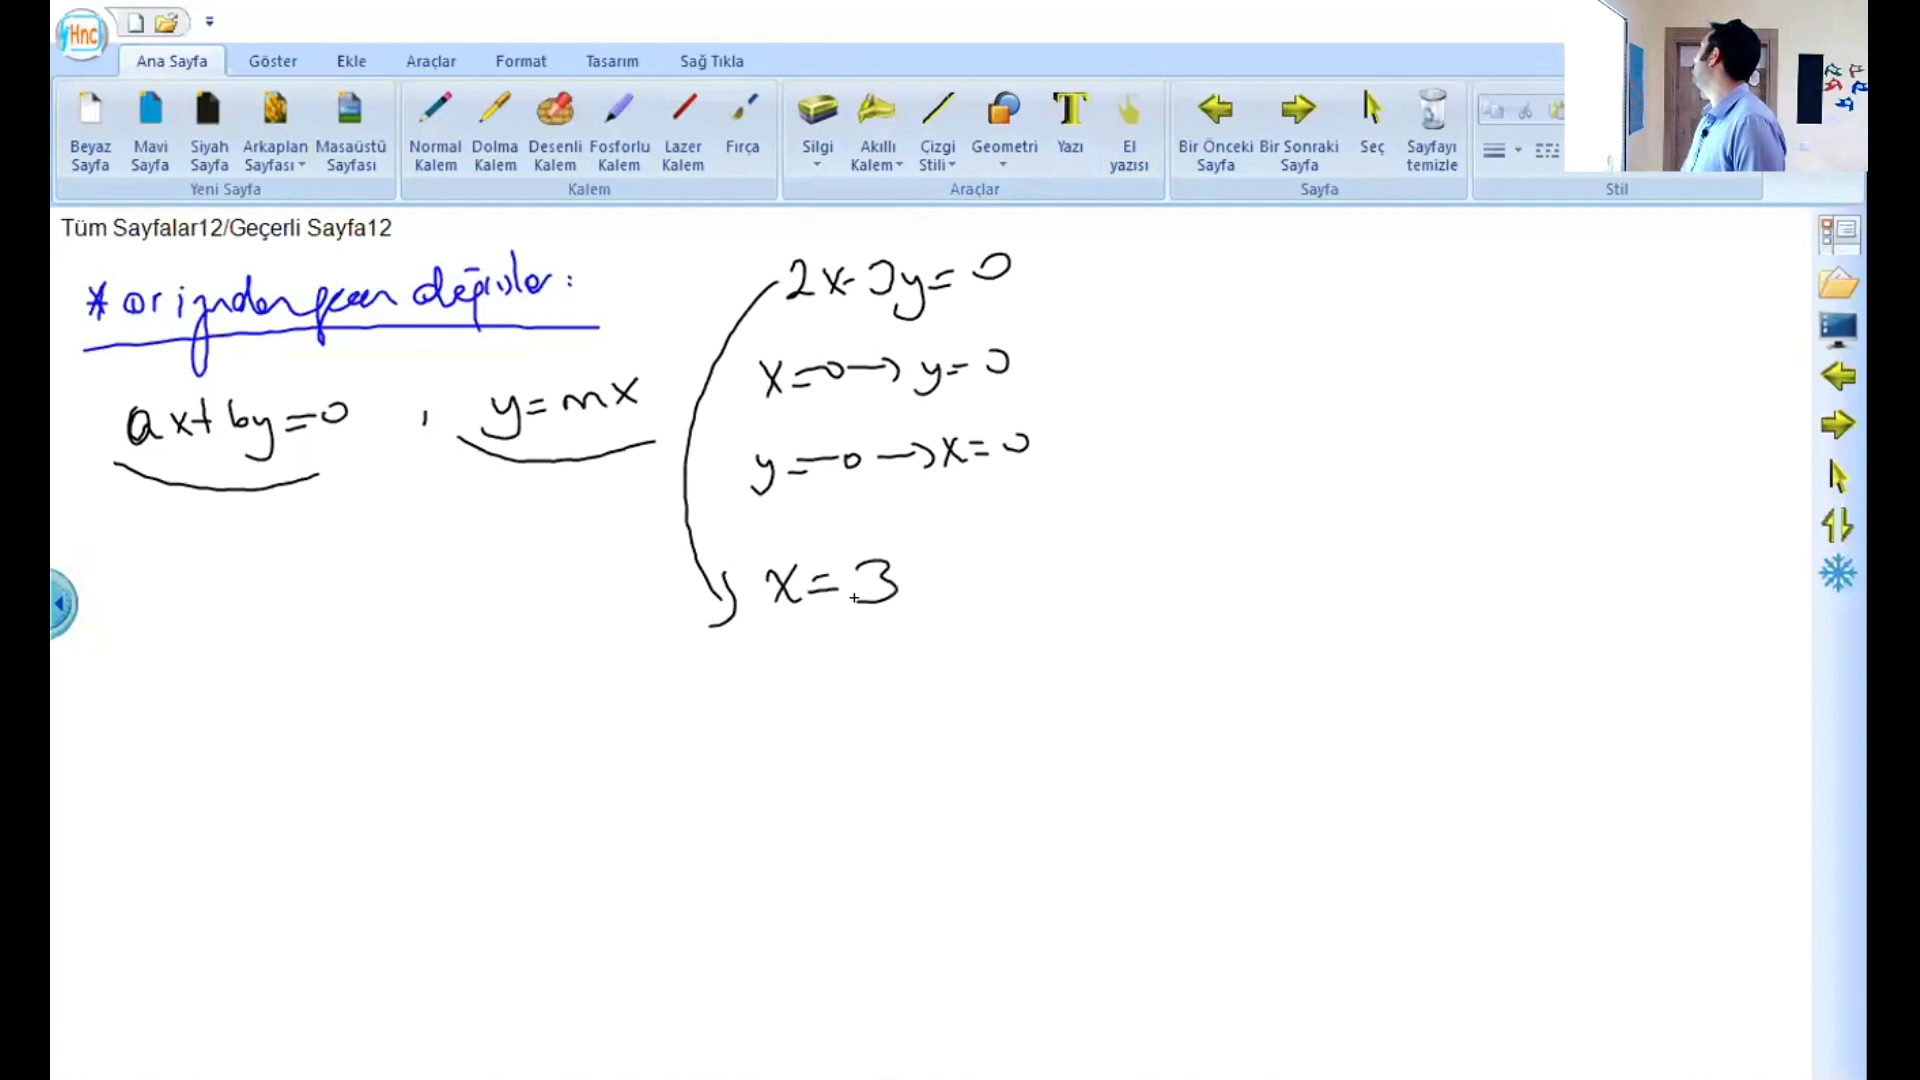 Hnc
Ana Sayfa Göster Ekle Araçlar Format Tasarım Sağ Tıkla
Beyaz Sayfa Mavi Sayfa Siyah Sayfa Arkaplan Sayfası Masaüstü Sayfası
Yeni Sayfa
Normal Kalem Dolma Kalem Desenli Kalem Fosforlu Kalem Lazer Kalem Fırça
Kalem
Silgi Akıllı Kalem Çizgi Stili Geometri Yazı El yazısı
Araçlar
Bir Önceki Sayfa Bir Sonraki Sayfa Seç Sayfayı temizle
Sayfa
Stil
Tüm Sayfalar12/Geçerli Sayfa12
* orijinden geçen doğrular:
ax+by=0 , y=mx
2x-3y=0
x=0→y=0
y=0→x=0
x=3